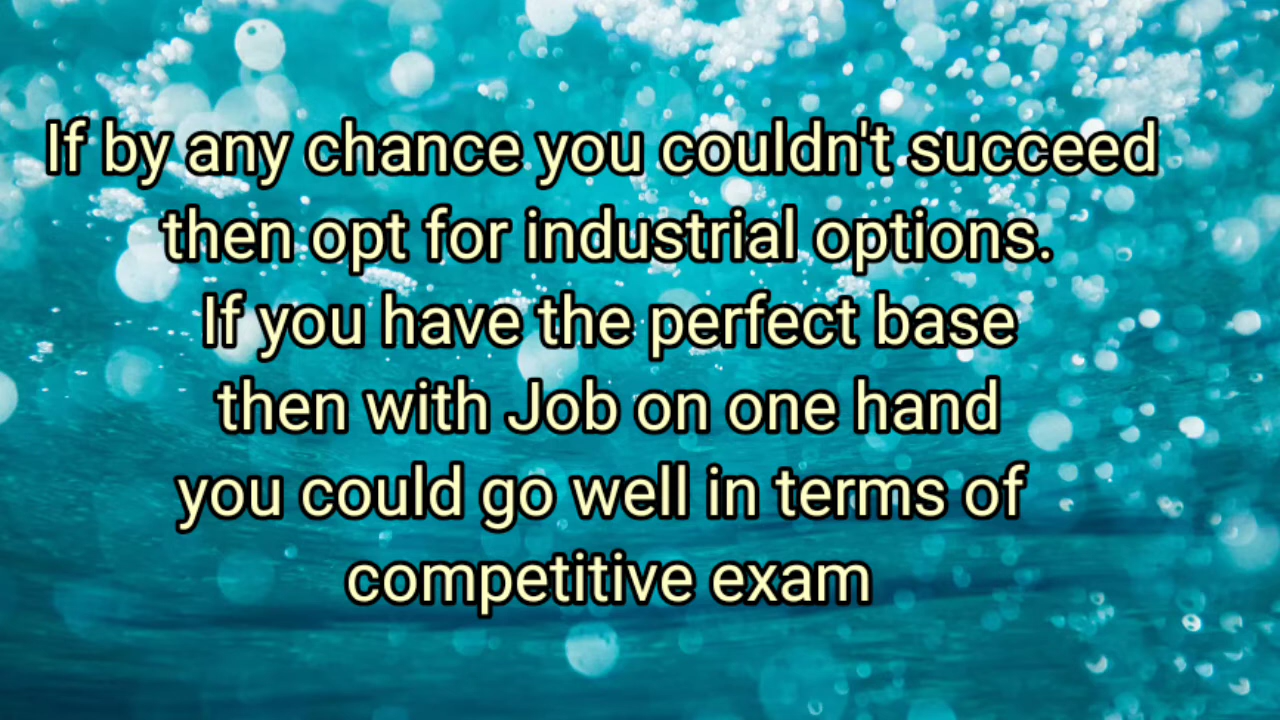 If by any chance you couldn't succeed
then opt for industrial options.
If you have the perfect base
then with Job on one hand
you could go well in terms of
competitive exam